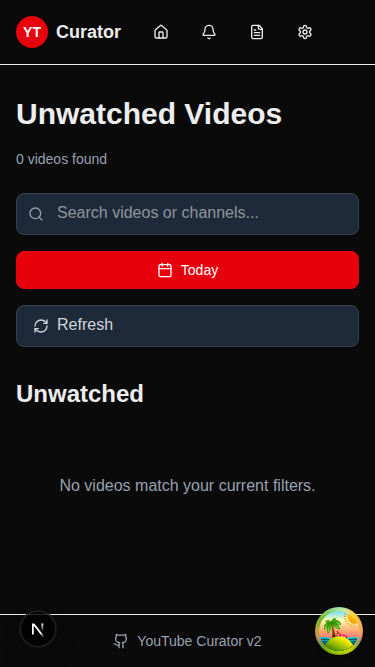 YT Curator
Unwatched Videos
0 videos found
Search videos or channels...
Today
Refresh
Unwatched
No videos match your current filters.
N
YouTube Curator v2